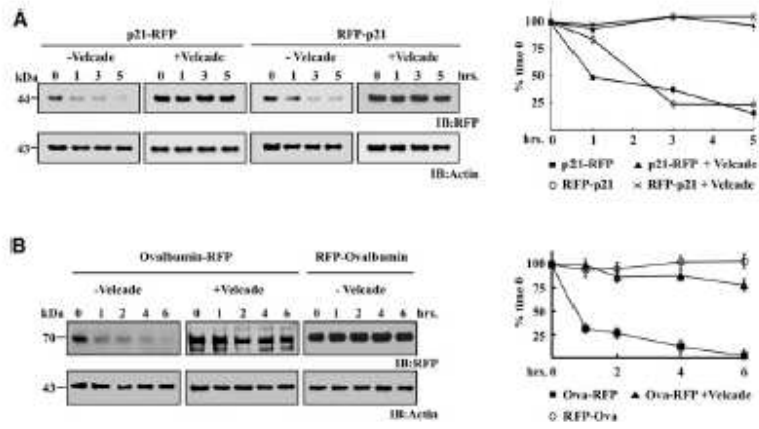 A
p21-RFP RFP-p21
-Velcade +Velcade - Velcade +Velcade
kDa 0 1 3 5 0 1 3 5 0 1 3 5 0 1 3 5 hrs.
44
IB:RFP
43
IB:Actin
% time 0
100
75
50
25
hrs. 0 1 3 5
p21-RFP p21-RFP + Velcade
RFP-p21 RFP-p21 + Velcade
B
Ovalbumin-RFP RFP-Ovalbumin
-Velcade +Velcade - Velcade
kDa 0 1 2 4 6 0 1 2 4 6 0 1 2 4 6 hrs.
70
IB:RFP
43
IB:Actin
% time 0
100
75
50
25
hrs. 0 2 4 6
Ova-RFP Ova-RFP +Velcade
RFP-Ova